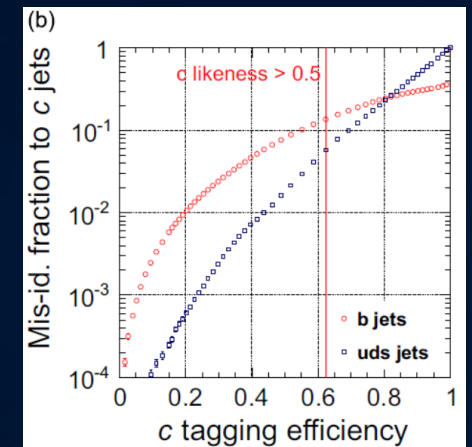 (b)
Mis-id. fraction to c jets
1
10⁻¹
10⁻²
10⁻³
10⁻⁴
c likeness > 0.5
b jets
uds jets
0 0.2 0.4 0.6 0.8 1
c tagging efficiency